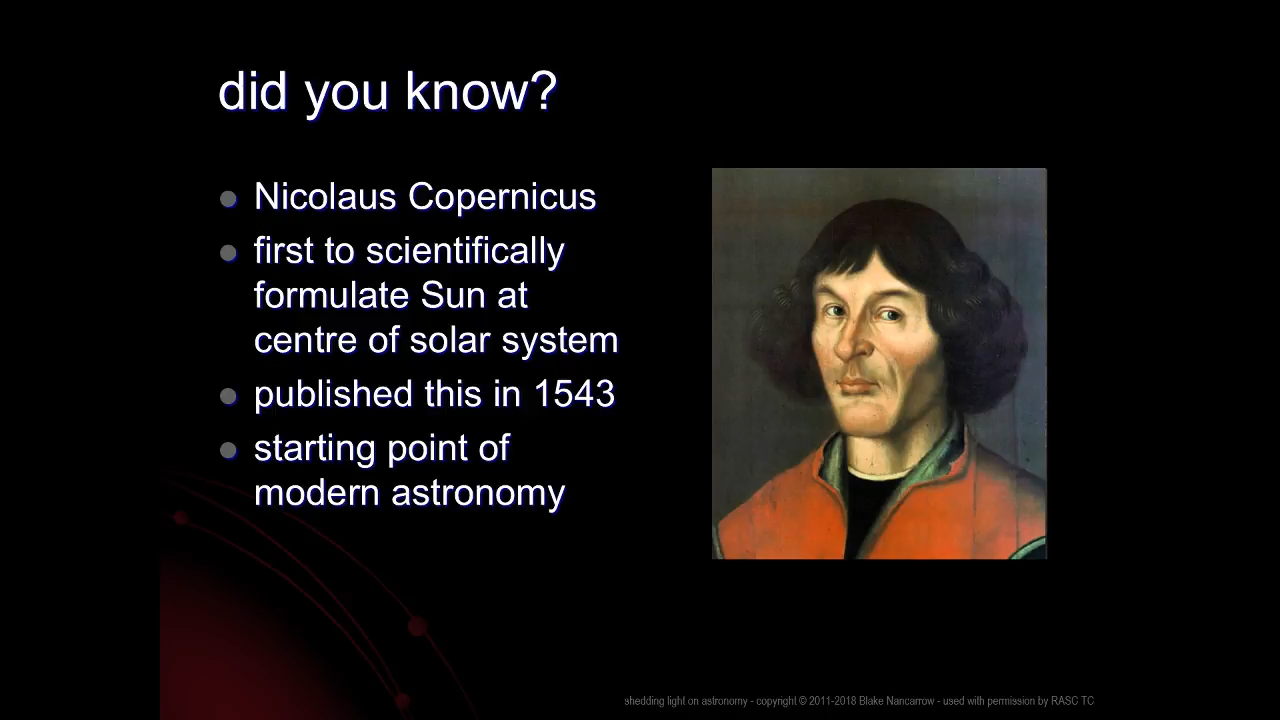 did you know?
Nicolaus Copernicus
first to scientifically
formulate Sun at
centre of solar system
published this in 1543
starting point of
modern astronomy
shedding light on astronomy - copyright © 2011-2018 Blake Nancarrow - used with permission by RASC TC